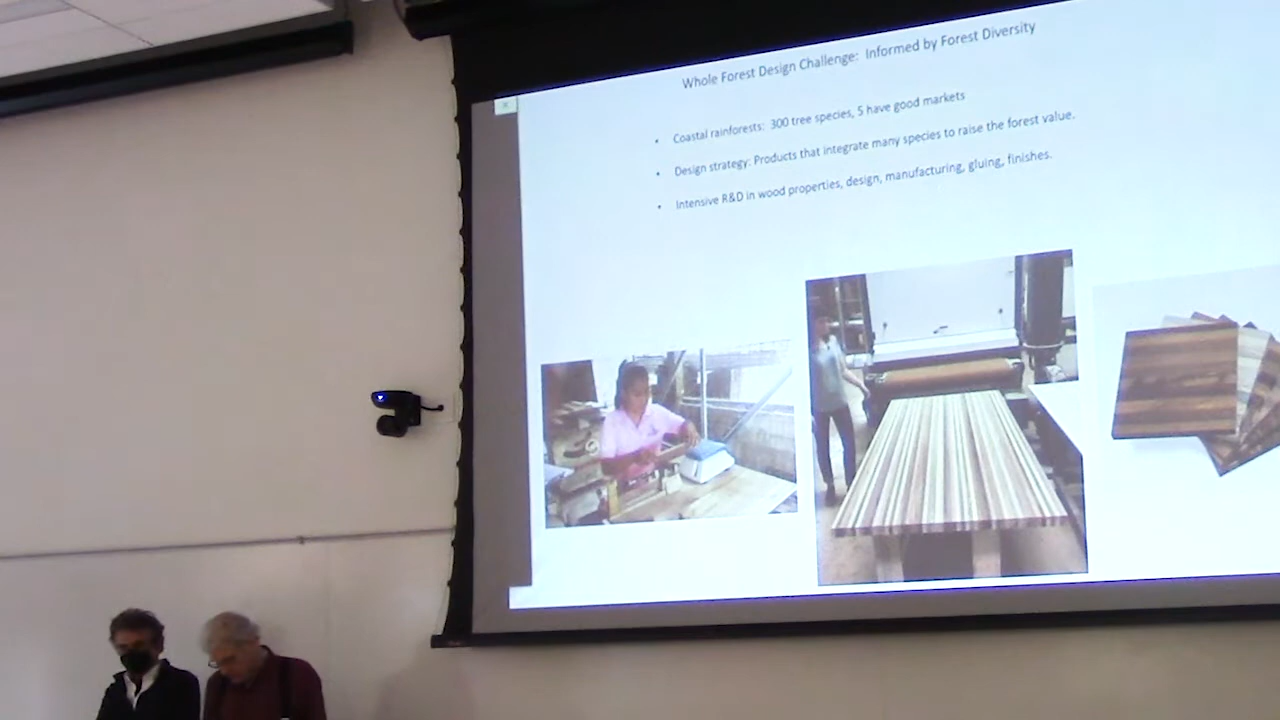 Whole Forest Design Challenge: Informed by Forest Diversity
• Coastal rainforests: 300 tree species, 5 have good markets
• Design strategy: Products that integrate many species to raise the forest value.
• Intensive R&D in wood properties, design, manufacturing, gluing, finishes.